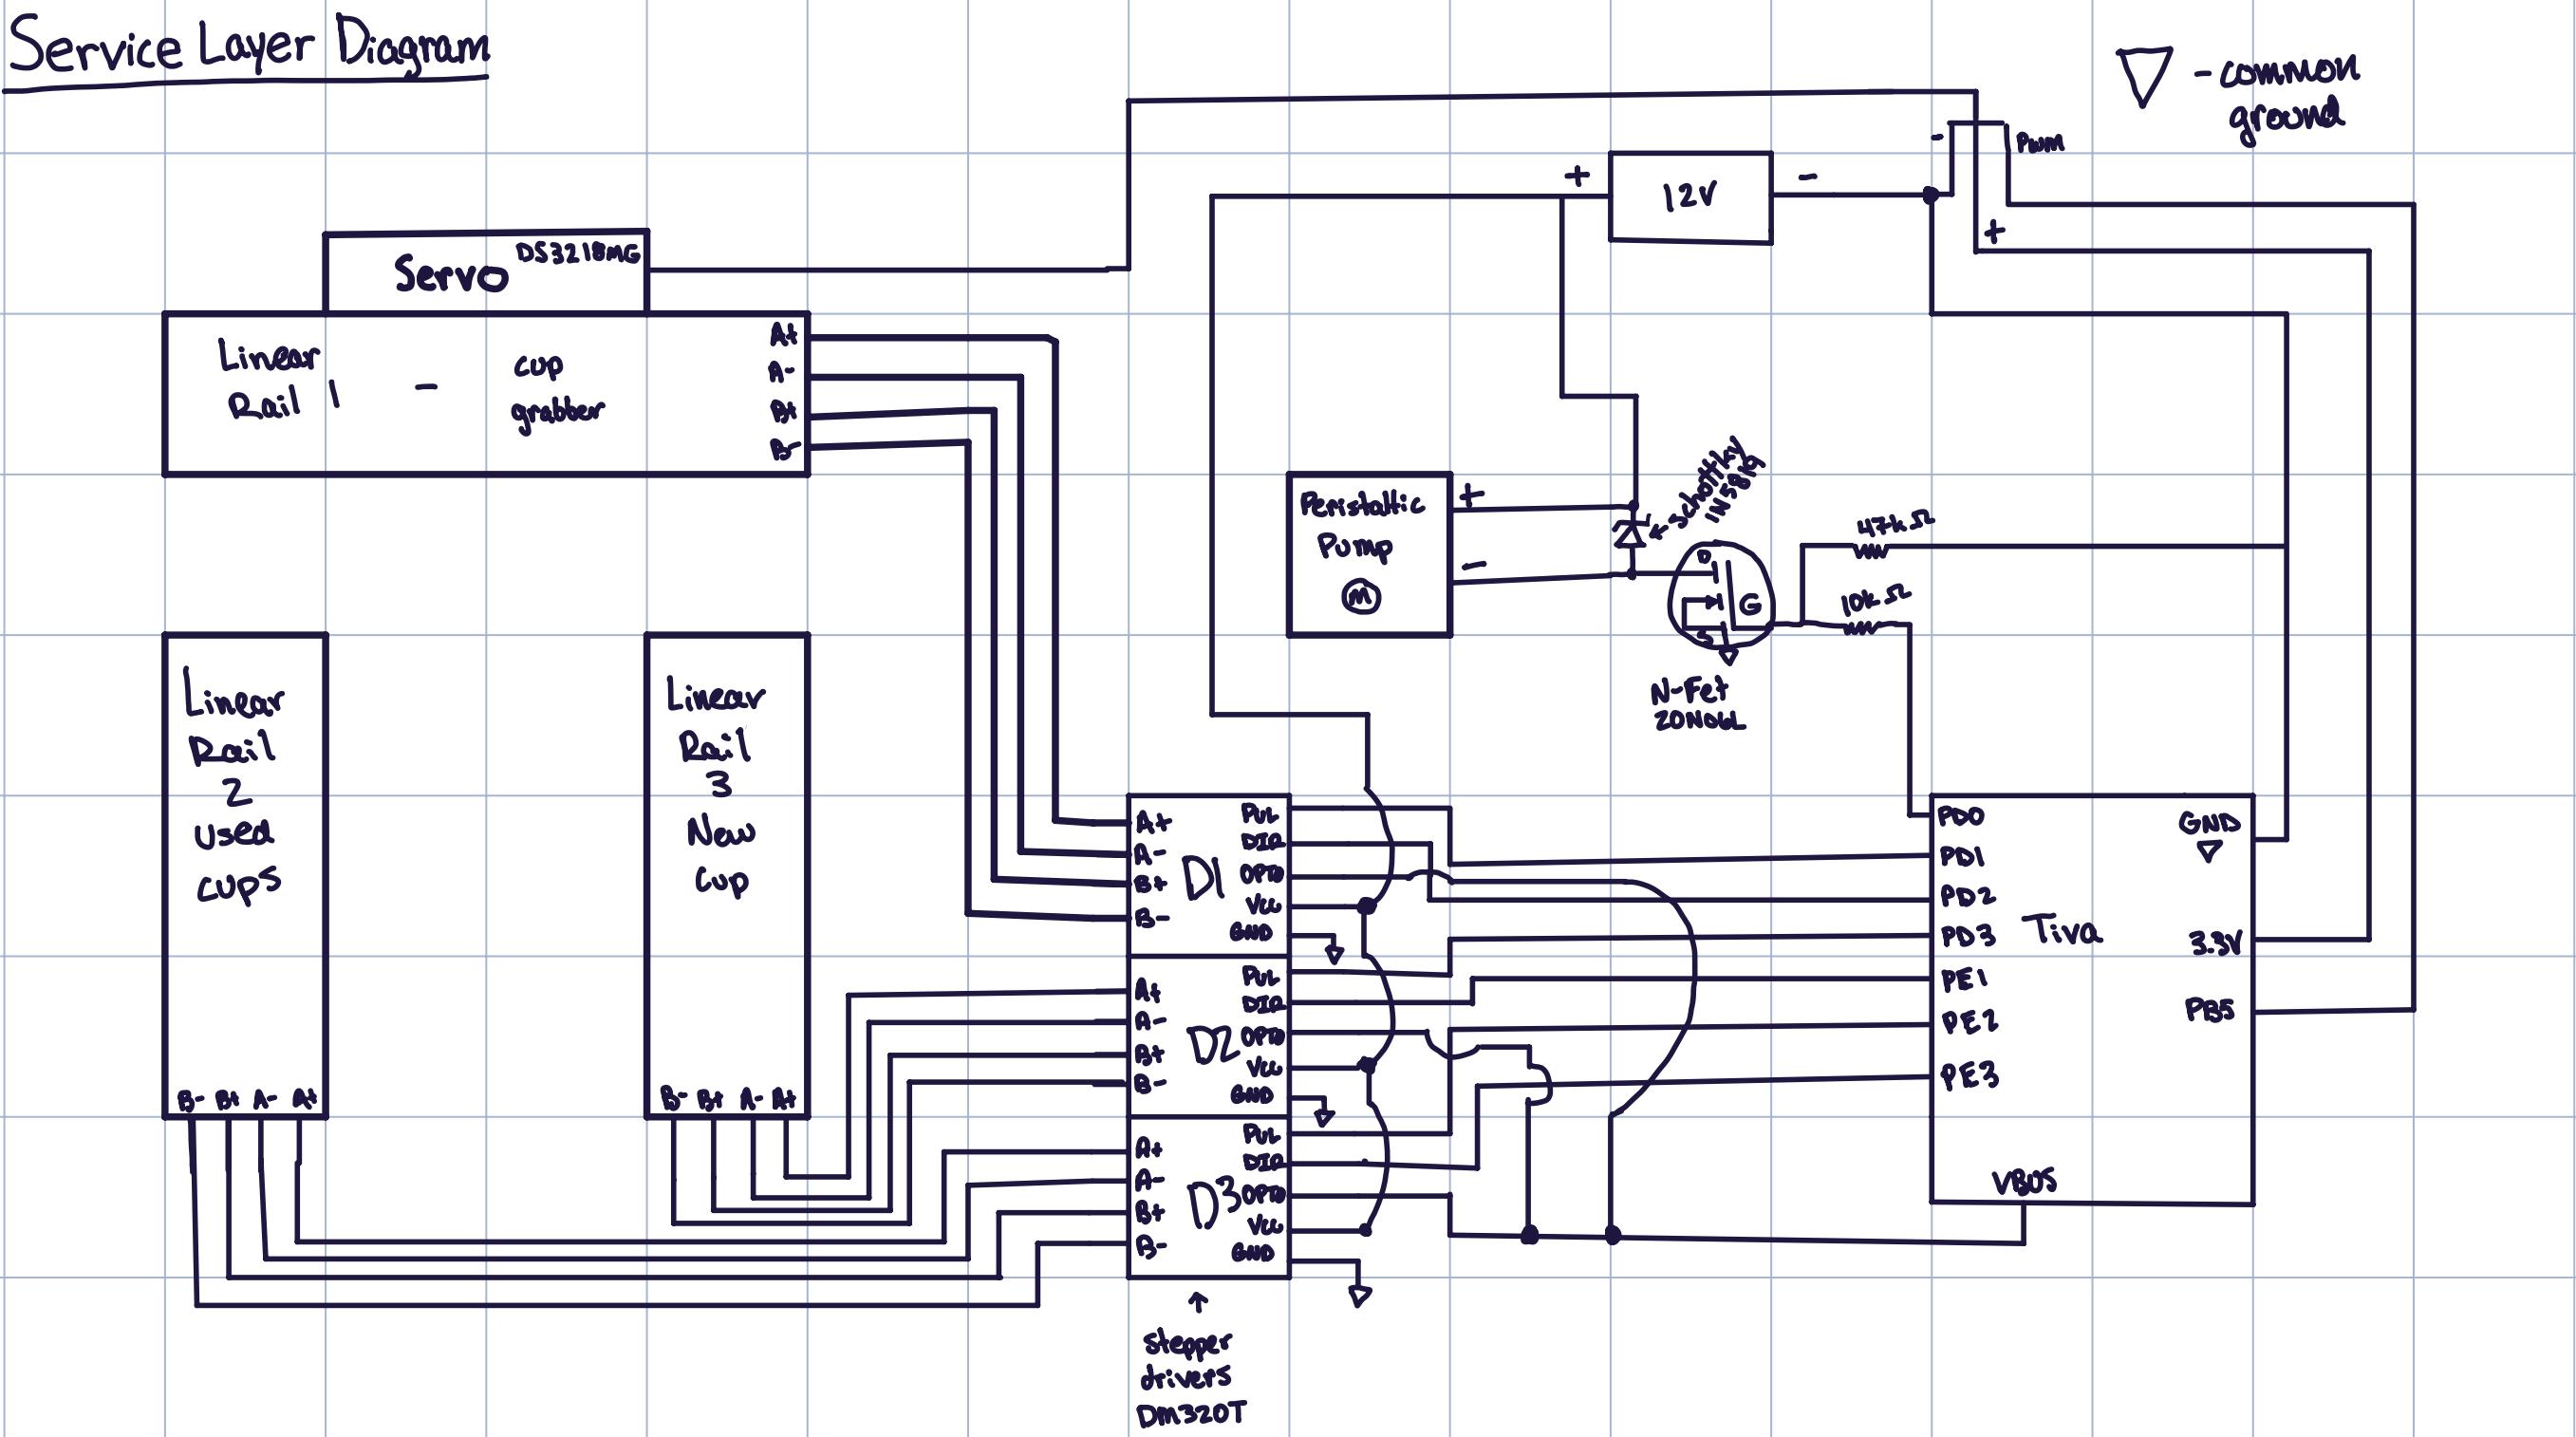 Service Layer Diagram
- common
ground
- PWM
+ 12V -
+
Servo DS3218MG
Linear
Rail 1 - cup
grabber
A+
A-
B+
B-
Peristaltic
Pump
M
+
-
Schottky
1N5819
D
G
S
N-Fet
20N06L
47kΩ
10kΩ
Linear
Rail
2
Used
cups
B- B+ A- A+
Linear
Rail
3
New
Cup
B- B+ A- A+
D1
A+
A-
B+
B-
PUL
DIR
OPTO
VCC
GND
D2
A+
A-
B+
B-
PUL
DIR
OPTO
VCC
GND
D3
A+
A-
B+
B-
PUL
DIR
OPTO
VCC
GND
stepper
drivers
DM320T
Tiva
PD0
PD1
PD2
PD3
PE1
PE2
PE3
GND
3.3V
PB5
VBUS